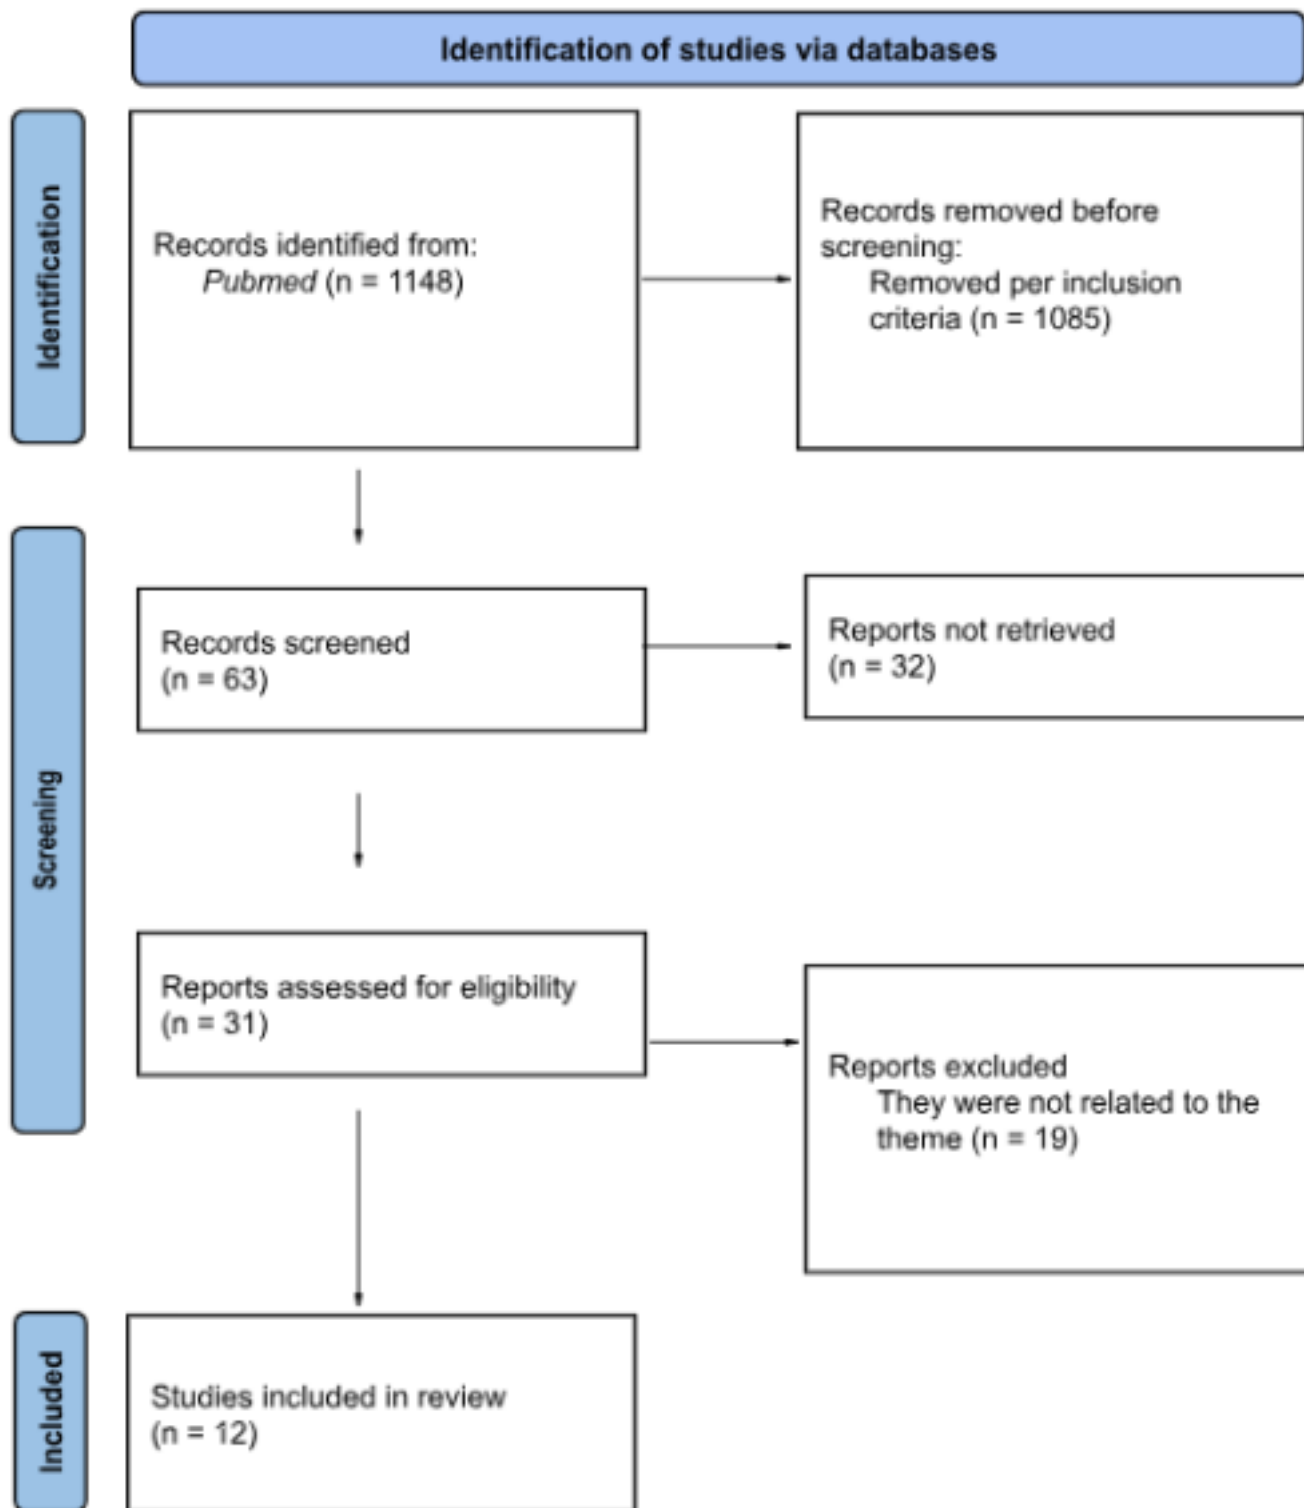 Identification of studies via databases
Identification
Records identified from:
Pubmed (n = 1148)
Records removed before
screening:
Removed per inclusion
criteria (n = 1085)
Screening
Records screened
(n = 63)
Reports not retrieved
(n = 32)
Reports assessed for eligibility
(n = 31)
Reports excluded
They were not related to the
theme (n = 19)
Included
Studies included in review
(n = 12)